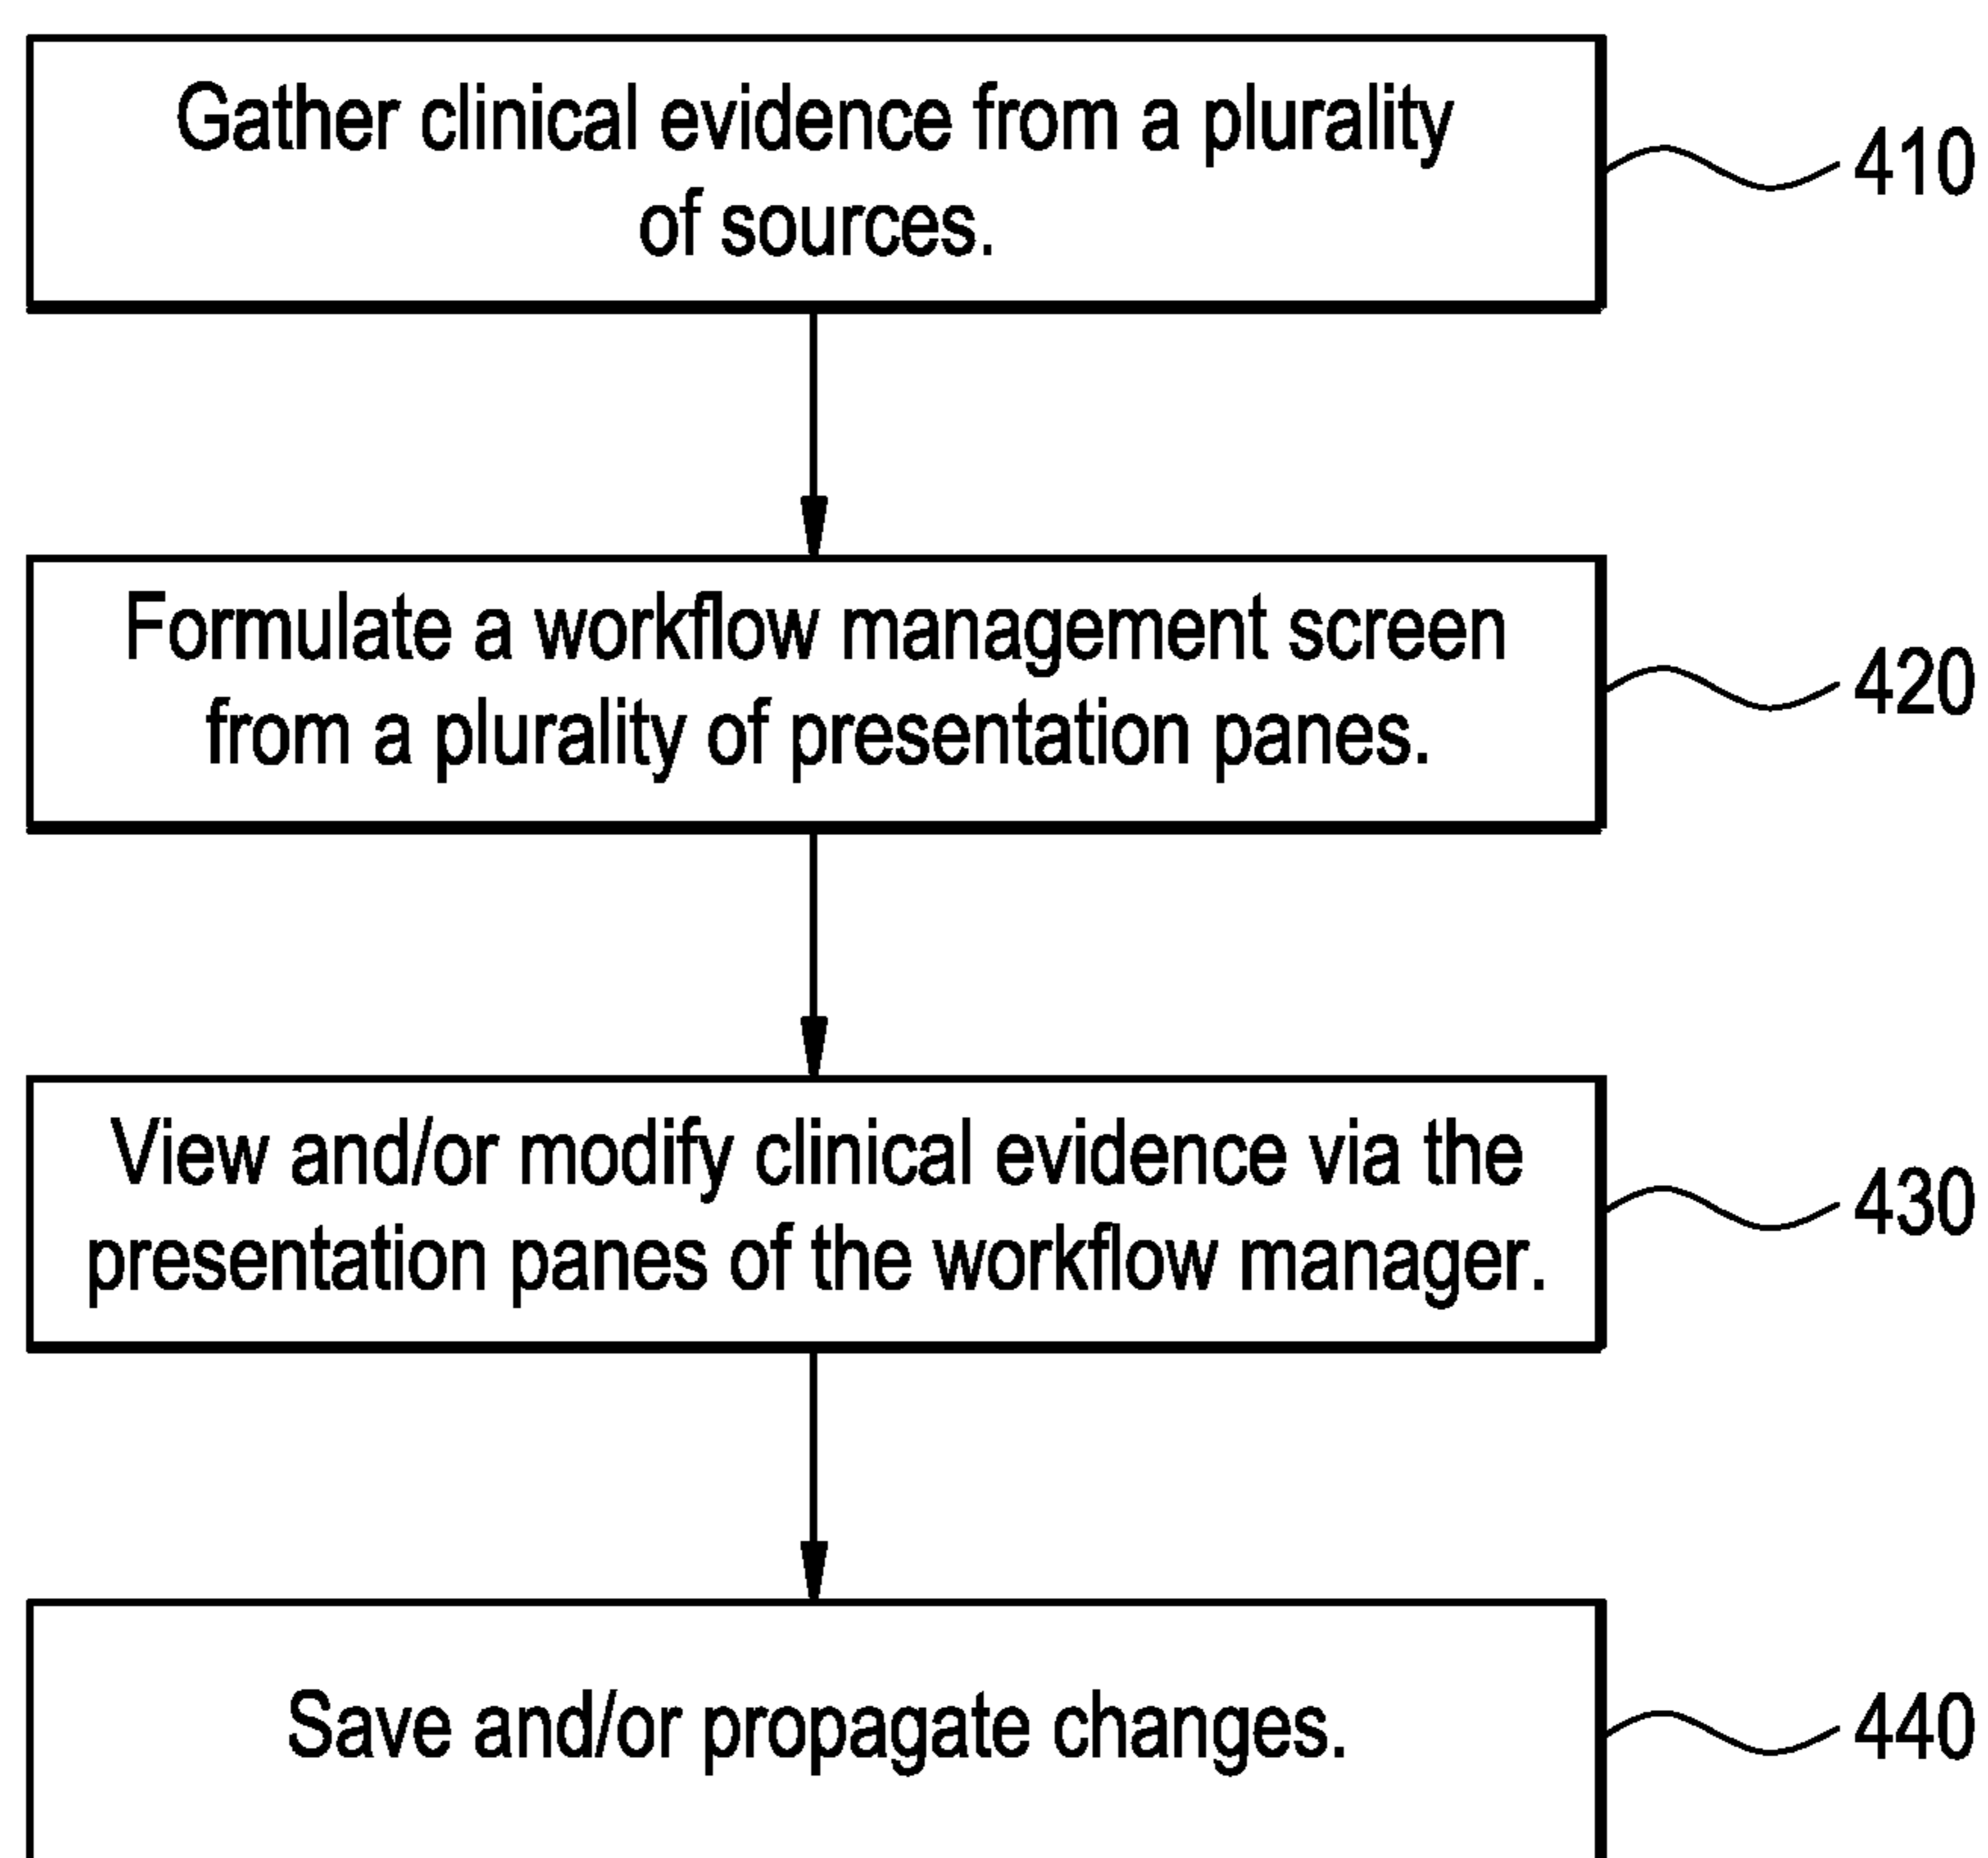 Gather clinical evidence from a plurality
of sources.
410
Formulate a workflow management screen
from a plurality of presentation panes.
420
View and/or modify clinical evidence via the
presentation panes of the workflow manager.
430
Save and/or propagate changes.
440